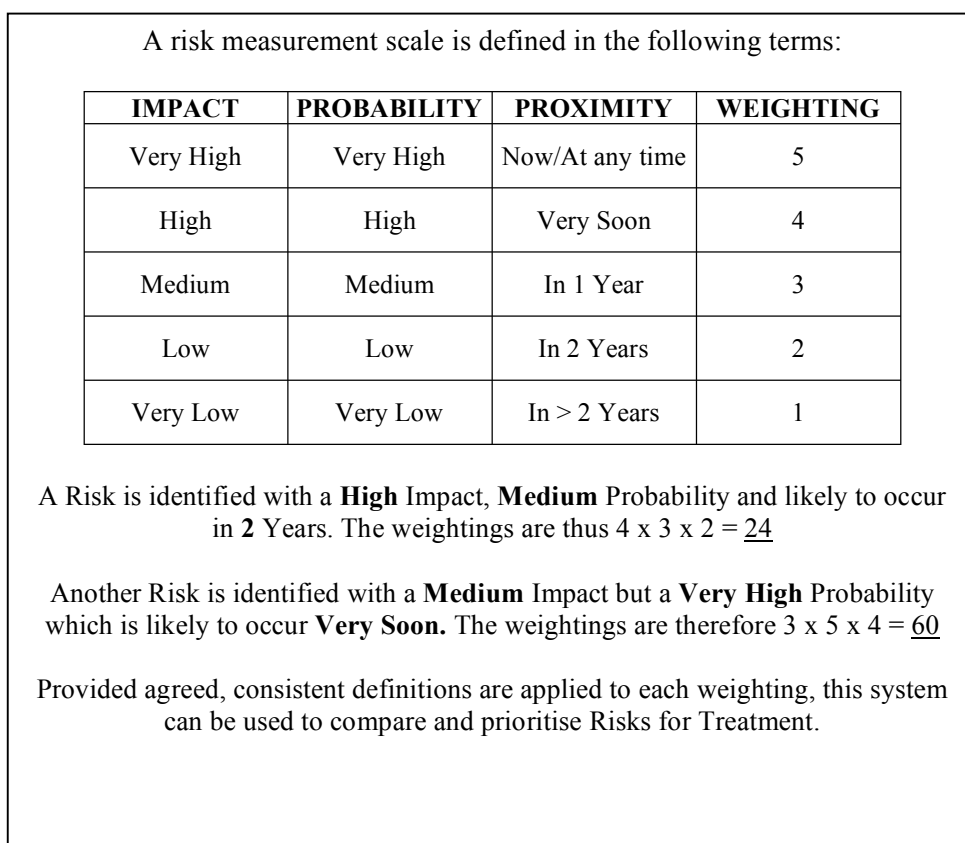 A risk measurement scale is defined in the following terms:
IMPACT PROBABILITY PROXIMITY WEIGHTING
Very High Very High Now/At any time 5
High High Very Soon 4
Medium Medium In 1 Year 3
Low Low In 2 Years 2
Very Low Very Low In > 2 Years 1
A Risk is identified with a High Impact, Medium Probability and likely to occur
in 2 Years. The weightings are thus 4 x 3 x 2 = 24
Another Risk is identified with a Medium Impact but a Very High Probability
which is likely to occur Very Soon. The weightings are therefore 3 x 5 x 4 = 60
Provided agreed, consistent definitions are applied to each weighting, this system
can be used to compare and prioritise Risks for Treatment.